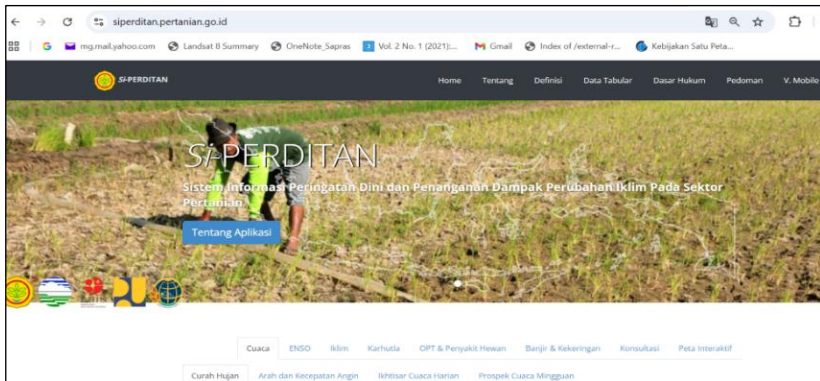 siperditan.pertanian.go.id
G mg.mail.yahoo.com Landsat 8 Summary OneNote_Sapras Vol. 2 No. 1 (2021):... Gmail Index of /external-r... Kebijakan Satu Peta...
Si-PERDITAN Home Tentang Definisi Data Tabular Dasar Hukum Pedoman V. Mobile
Si-PERDITAN
Sistem Informasi Peringatan Dini dan Penanganan Dampak Perubahan Iklim Pada Sektor
Pertanian
Tentang Aplikasi
Cuaca ENSO Iklim Karhutla OPT & Penyakit Hewan Banjir & Kekeringan Konsultasi Peta Interaktif
Curah Hujan Arah dan Kecepatan Angin Ikhtisar Cuaca Harian Prospek Cuaca Mingguan